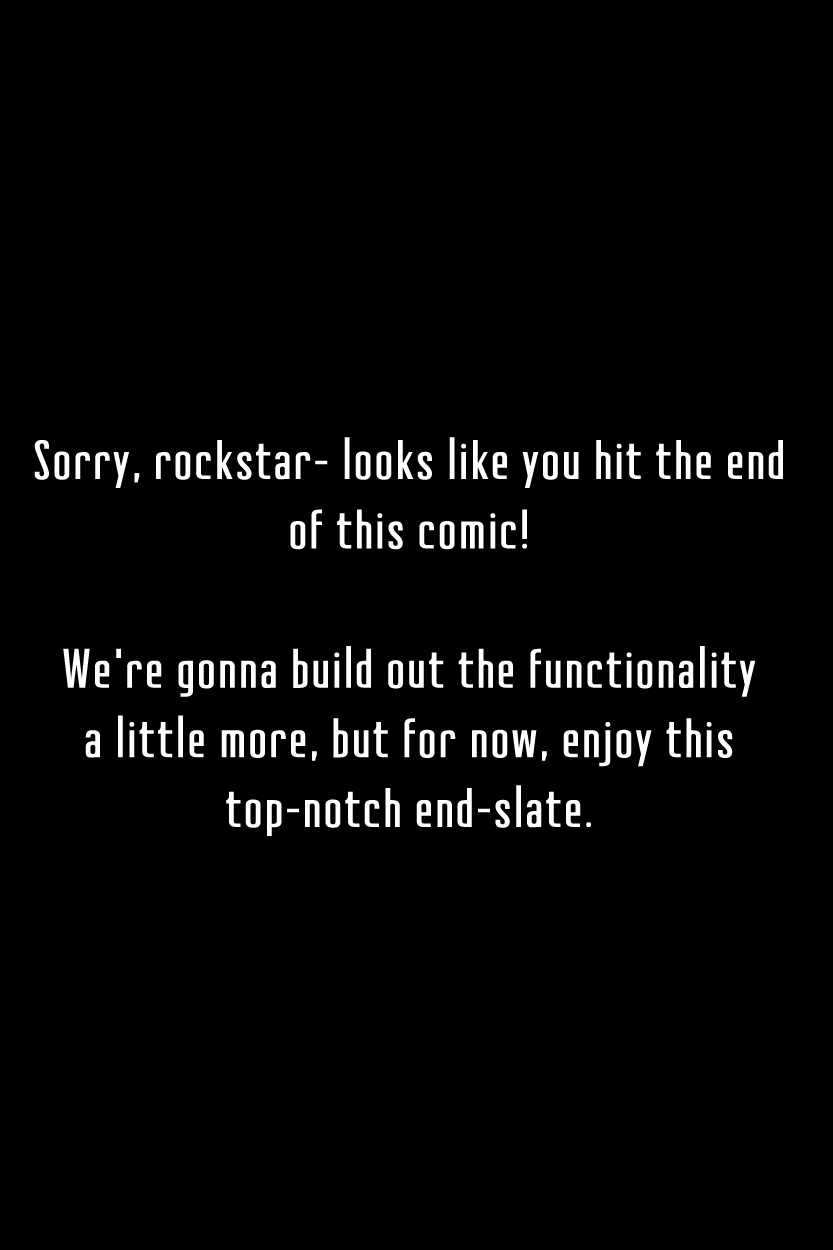 Sorry, rockstar- looks like you hit the end
of this comic!
We're gonna build out the functionality
a little more, but for now, enjoy this
top-notch end-slate.